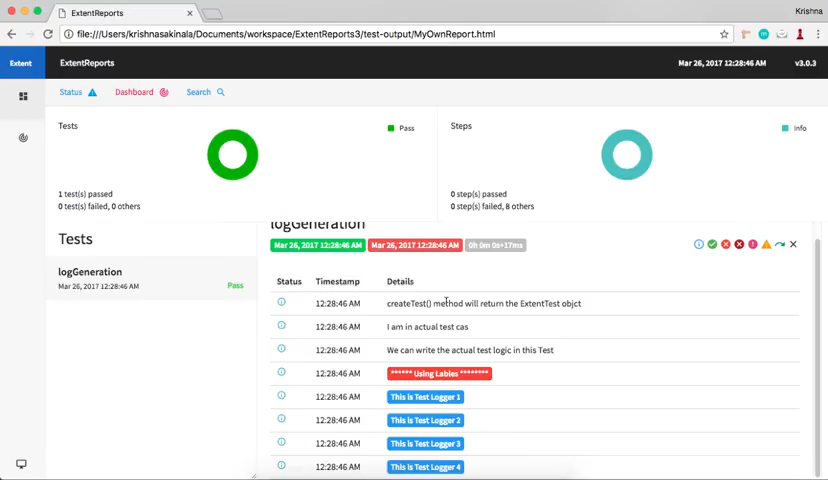 ExtentReports
Krishna
file:///Users/krishnasakinala/Documents/workspace/ExtentReports3/test-output/MyOwnReport.html
Extent
ExtentReports
Mar 26, 2017 12:28:46 AM
v3.0.3
Status
Dashboard
Search
Tests
Pass
1 test(s) passed
0 test(s) failed, 0 others
Steps
Info
0 step(s) passed
0 step(s) failed, 8 others
Tests
logGeneration
Mar 26, 2017 12:28:46 AM
Pass
logGeneration
Mar 26, 2017 12:28:46 AM Mar 26, 2017 12:28:46 AM 0h 0m 0s+17ms
Status Timestamp Details
12:28:46 AM createTest() method will return the ExtentTest objct
12:28:46 AM I am in actual test cas
12:28:46 AM We can write the actual test logic in this Test
12:28:46 AM ****** Using Lables ********
12:28:46 AM This is Test Logger 1
12:28:46 AM This is Test Logger 2
12:28:46 AM This is Test Logger 3
12:28:46 AM This is Test Logger 4